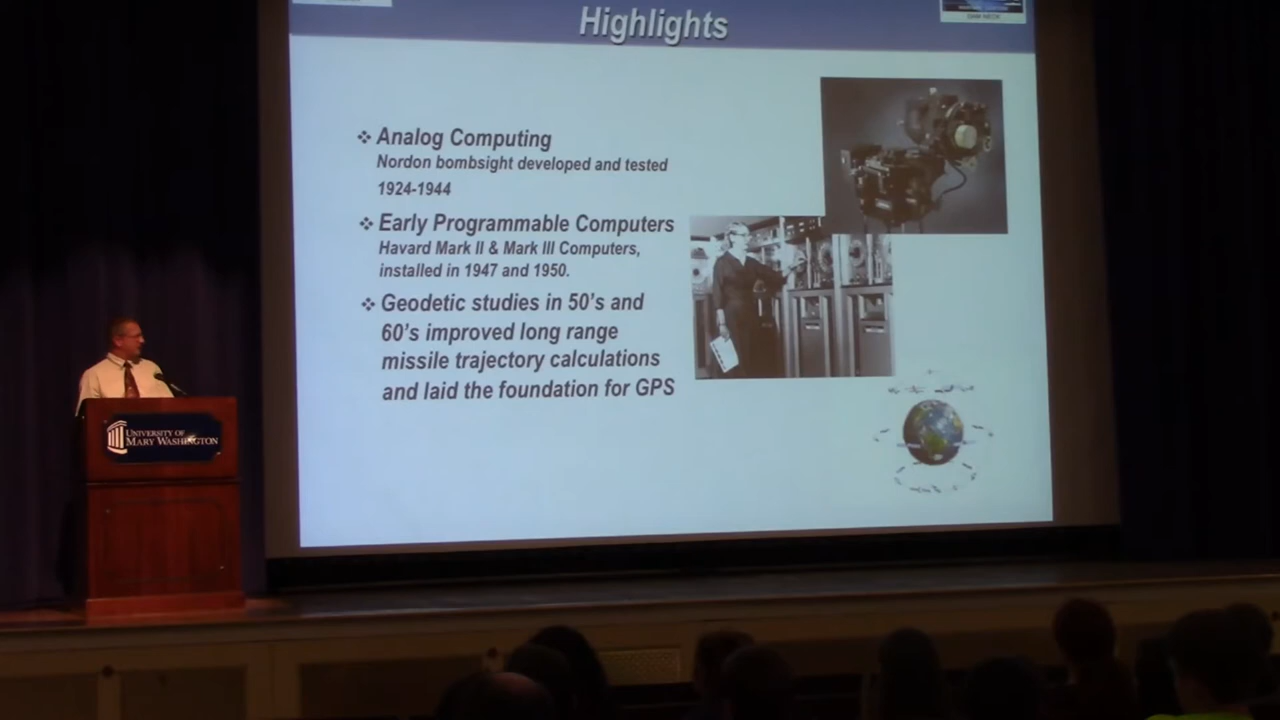 Highlights
❖ Analog Computing
Nordon bombsight developed and tested
1924-1944
❖ Early Programmable Computers
Havard Mark II & Mark III Computers,
installed in 1947 and 1950.
❖ Geodetic studies in 50's and
60's improved long range
missile trajectory calculations
and laid the foundation for GPS
UNIVERSITY OF
MARY WASHINGTON